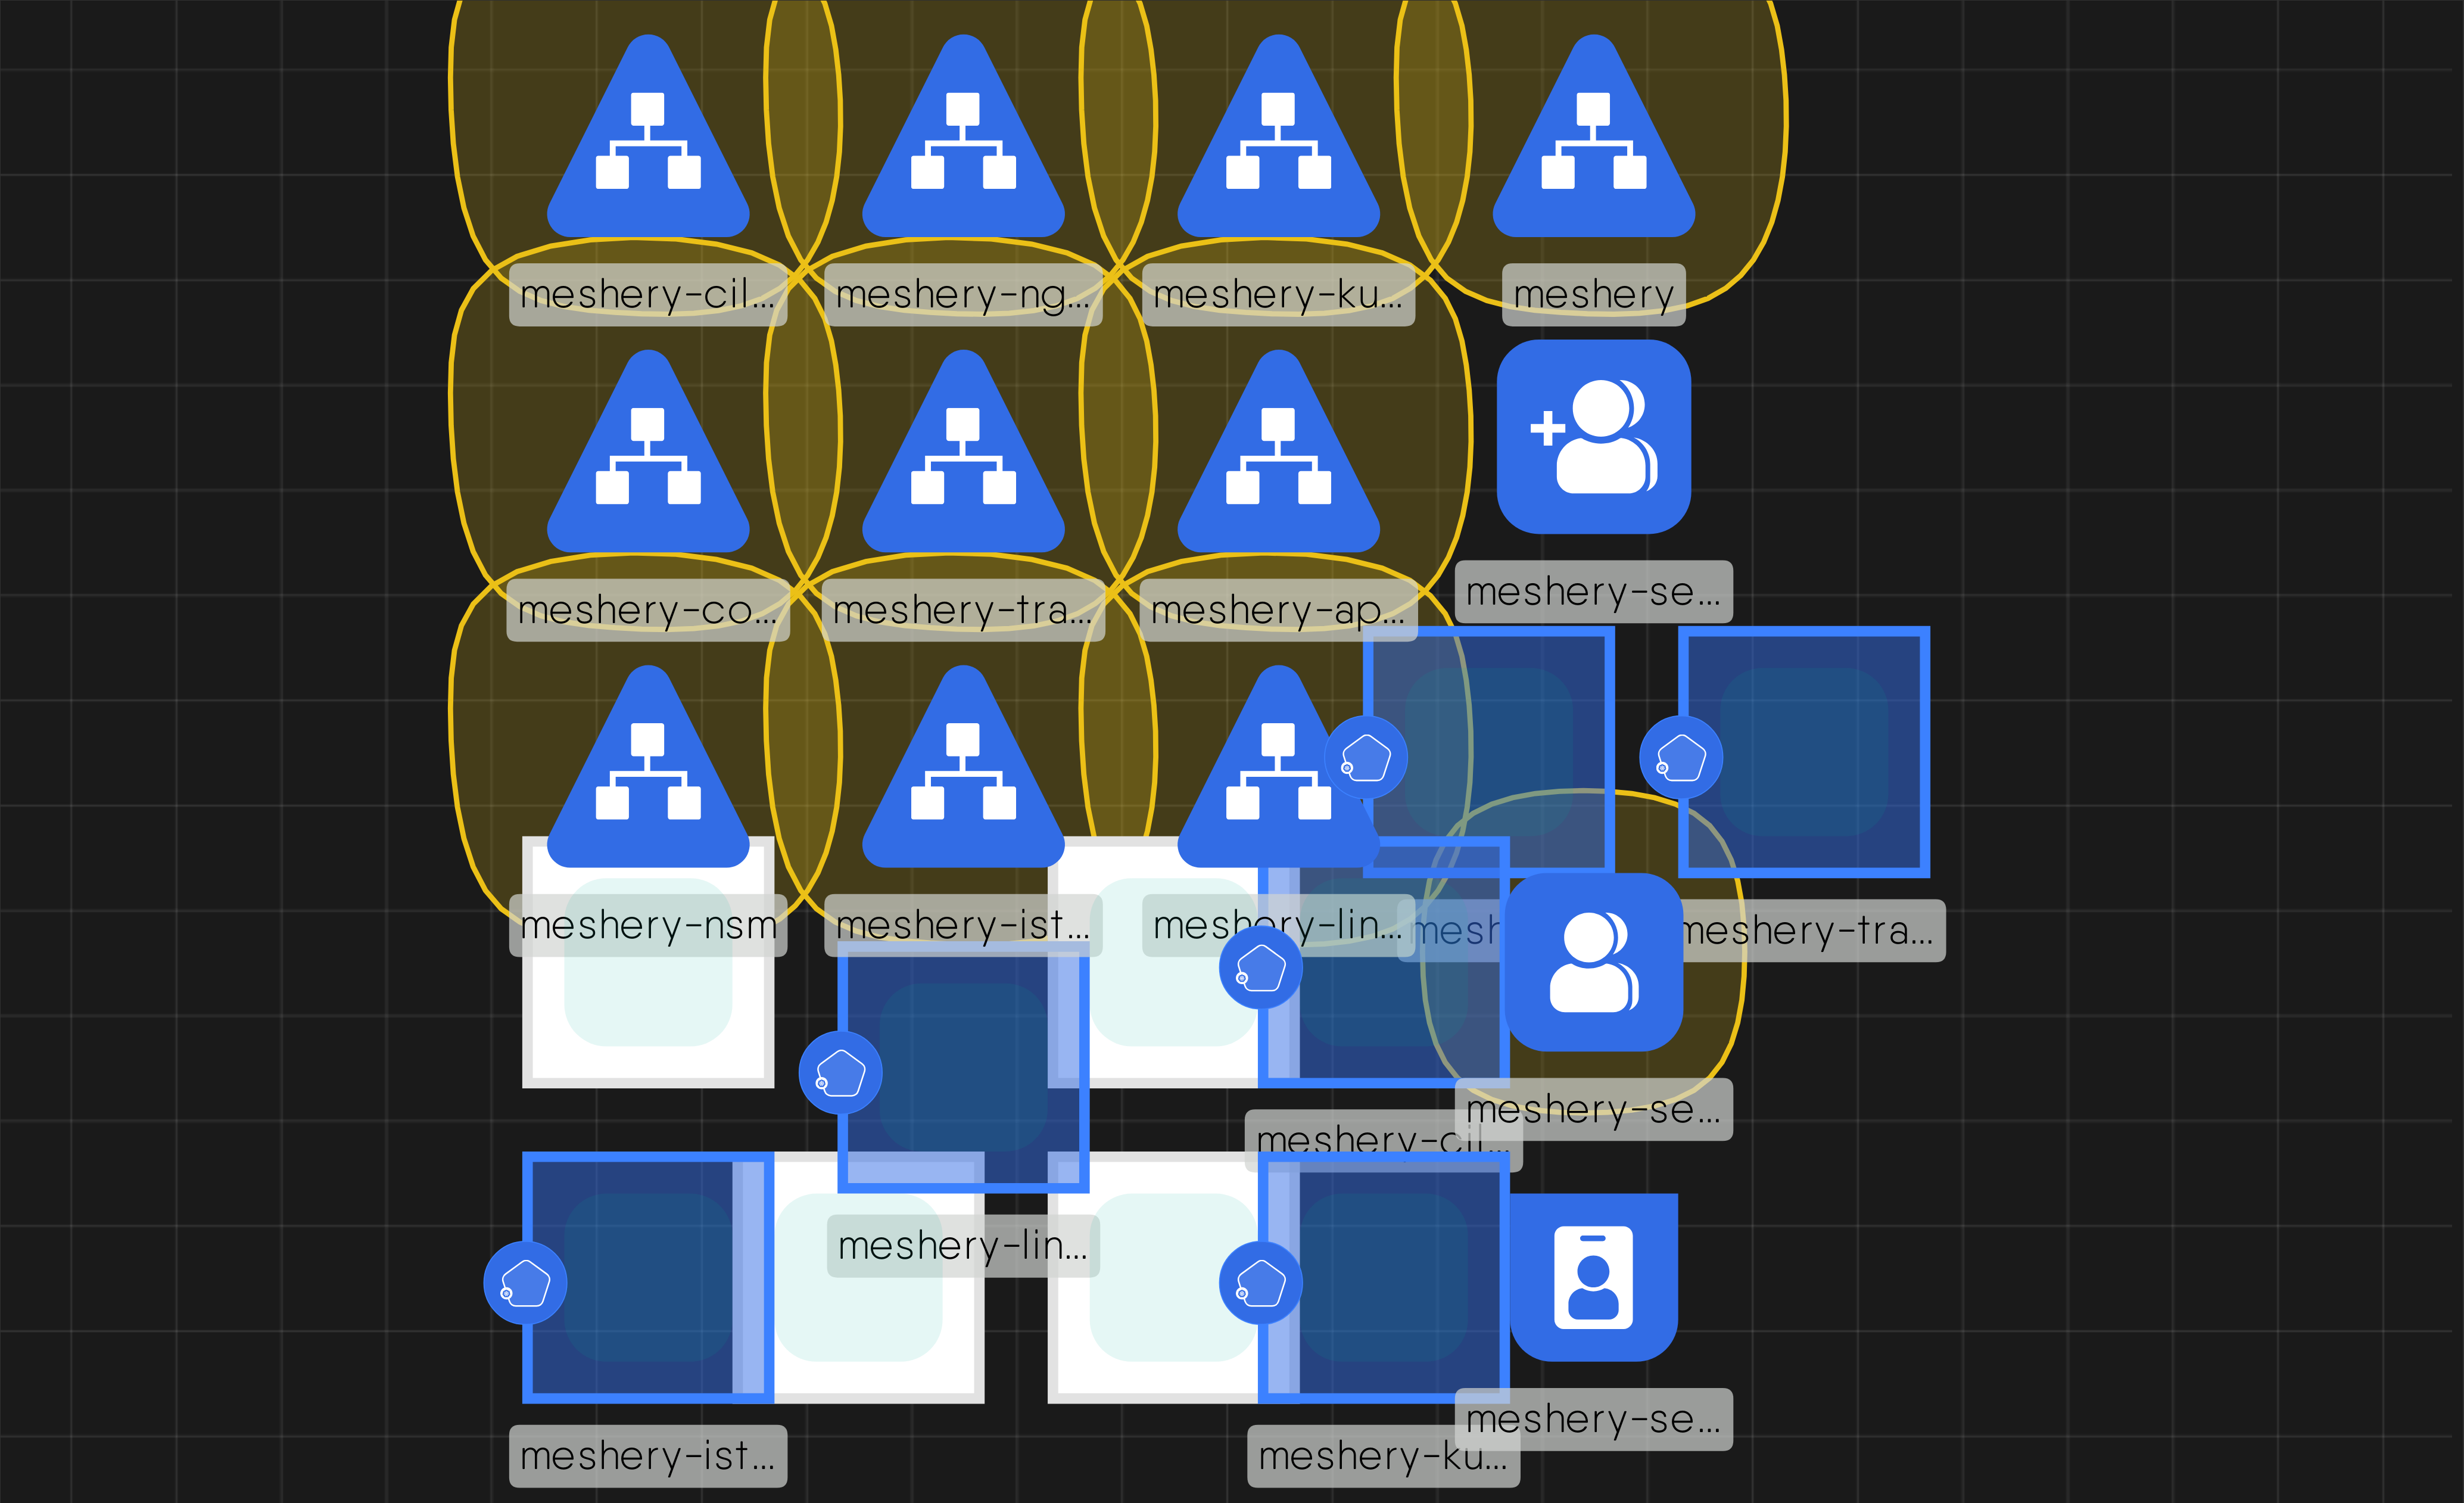 meshery-cil...
meshery-ng...
meshery-ku...
meshery
meshery-co...
meshery-tra...
meshery-ap...
meshery-se...
meshery-nsm
meshery-ist...
meshery-lin...
mesh
meshery-tra...
meshery-se...
meshery-cil...
meshery-lin...
meshery-se...
meshery-ist...
meshery-ku...